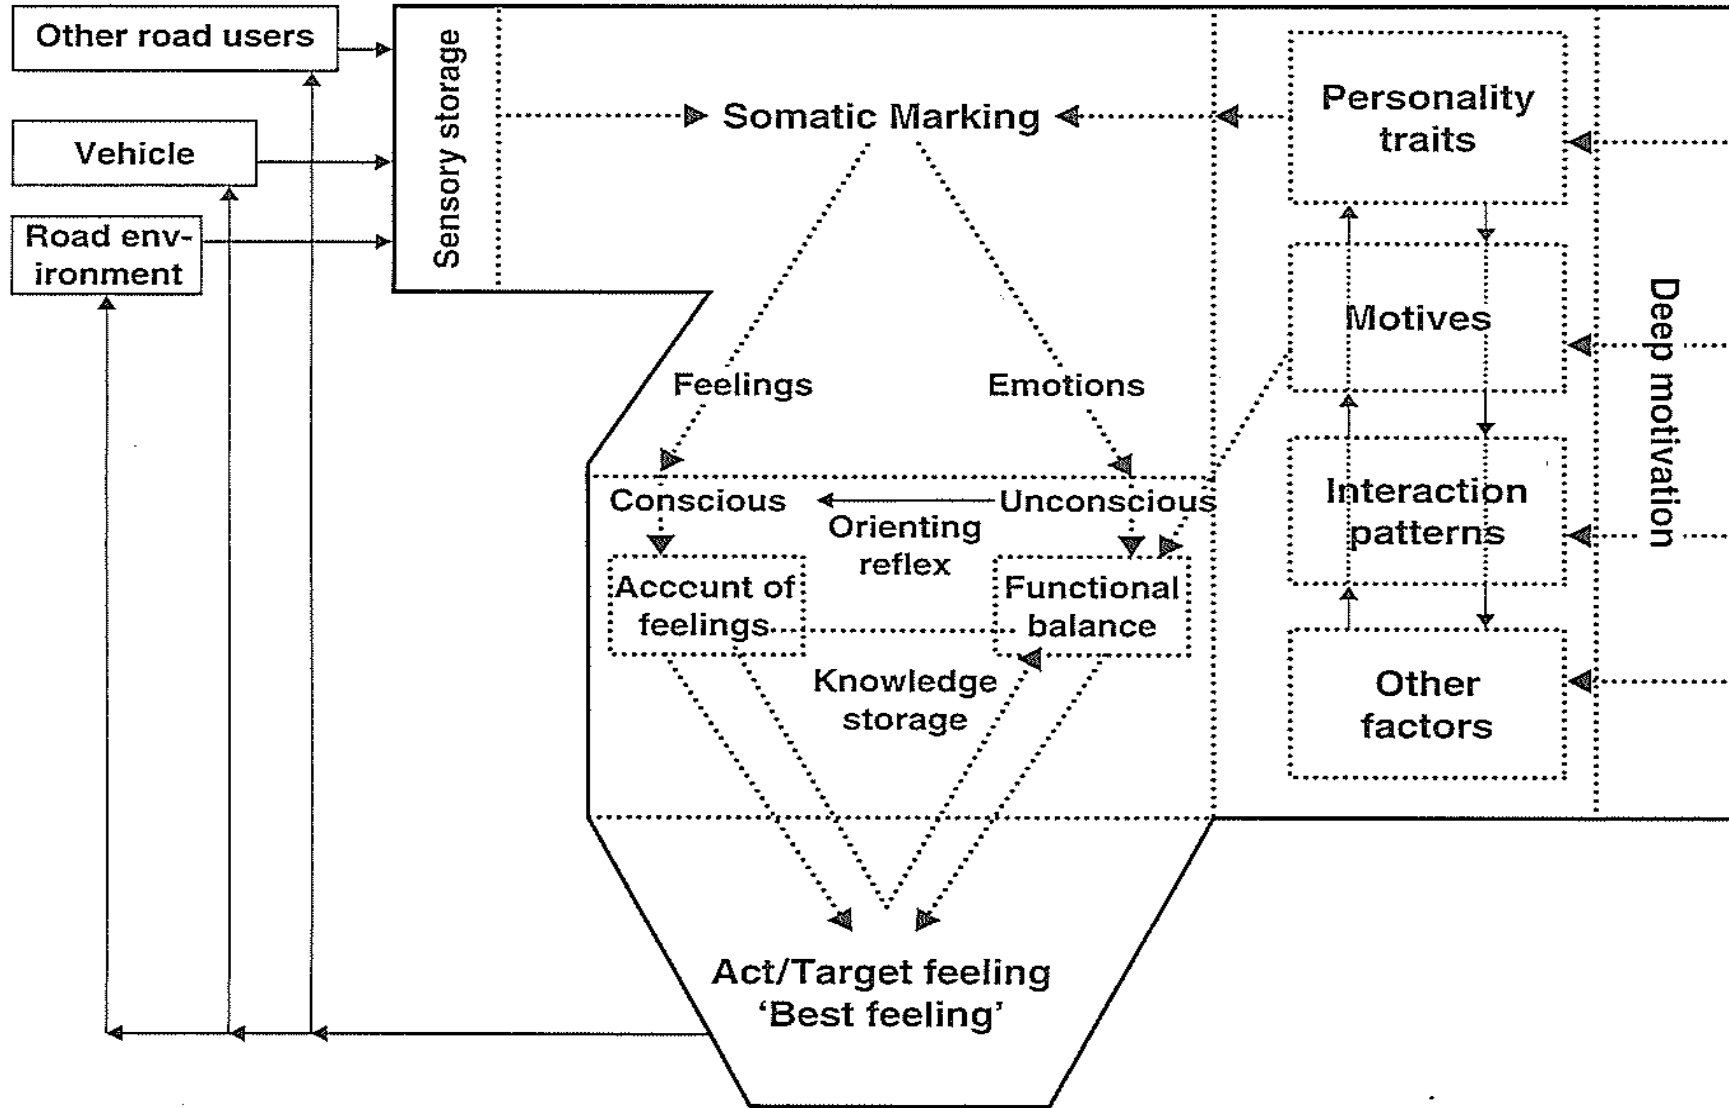 Other road users
Vehicle
Road env-
ironment
Sensory storage
Somatic Marking
Personality
traits
Motives
Interaction
patterns
Other
factors
Deep motivation
Feelings
Emotions
Conscious
Unconscious
Orienting
reflex
Acccunt of
feelings
Functional
balance
Knowledge
storage
Act/Target feeling
‘Best feeling’